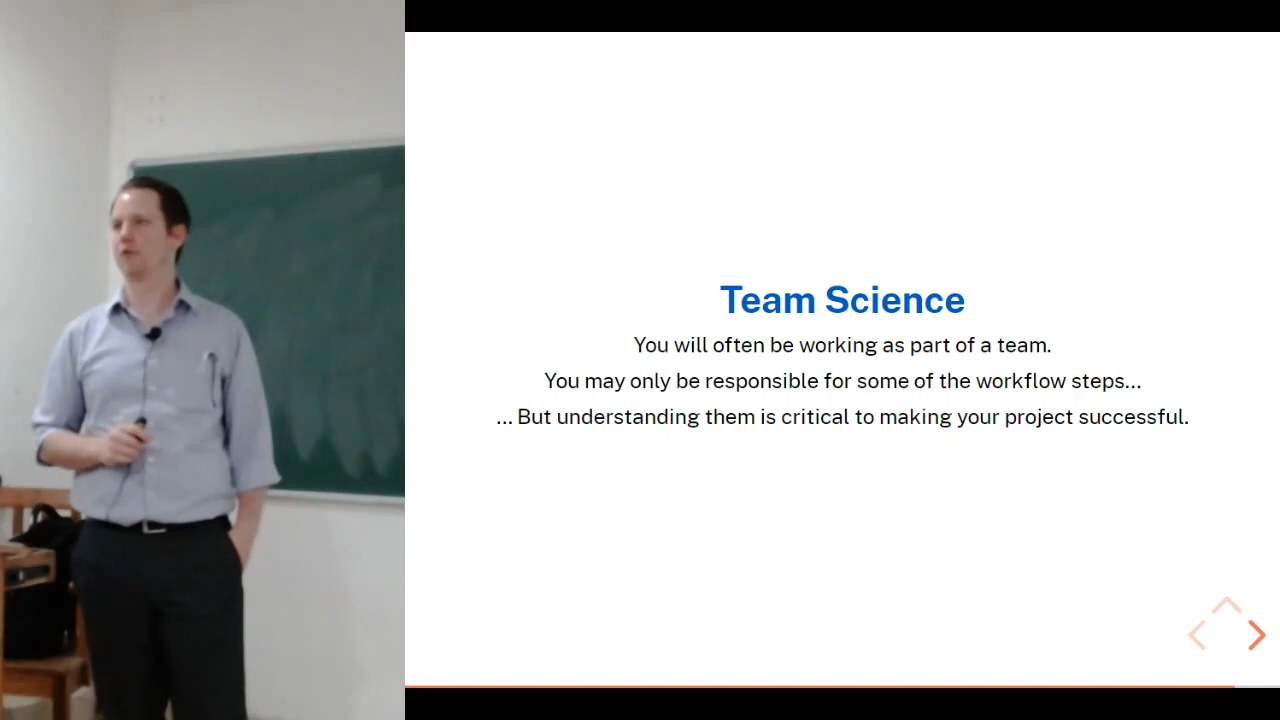 Team Science
You will often be working as part of a team.
You may only be responsible for some of the workflow steps...
... But understanding them is critical to making your project successful.